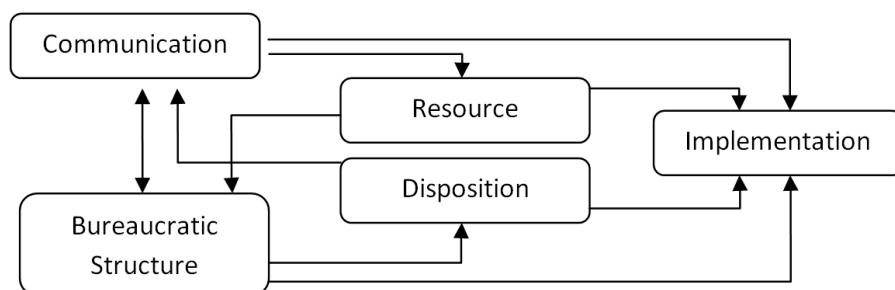 Communication
Resource
Implementation
Disposition
Bureaucratic
Structure